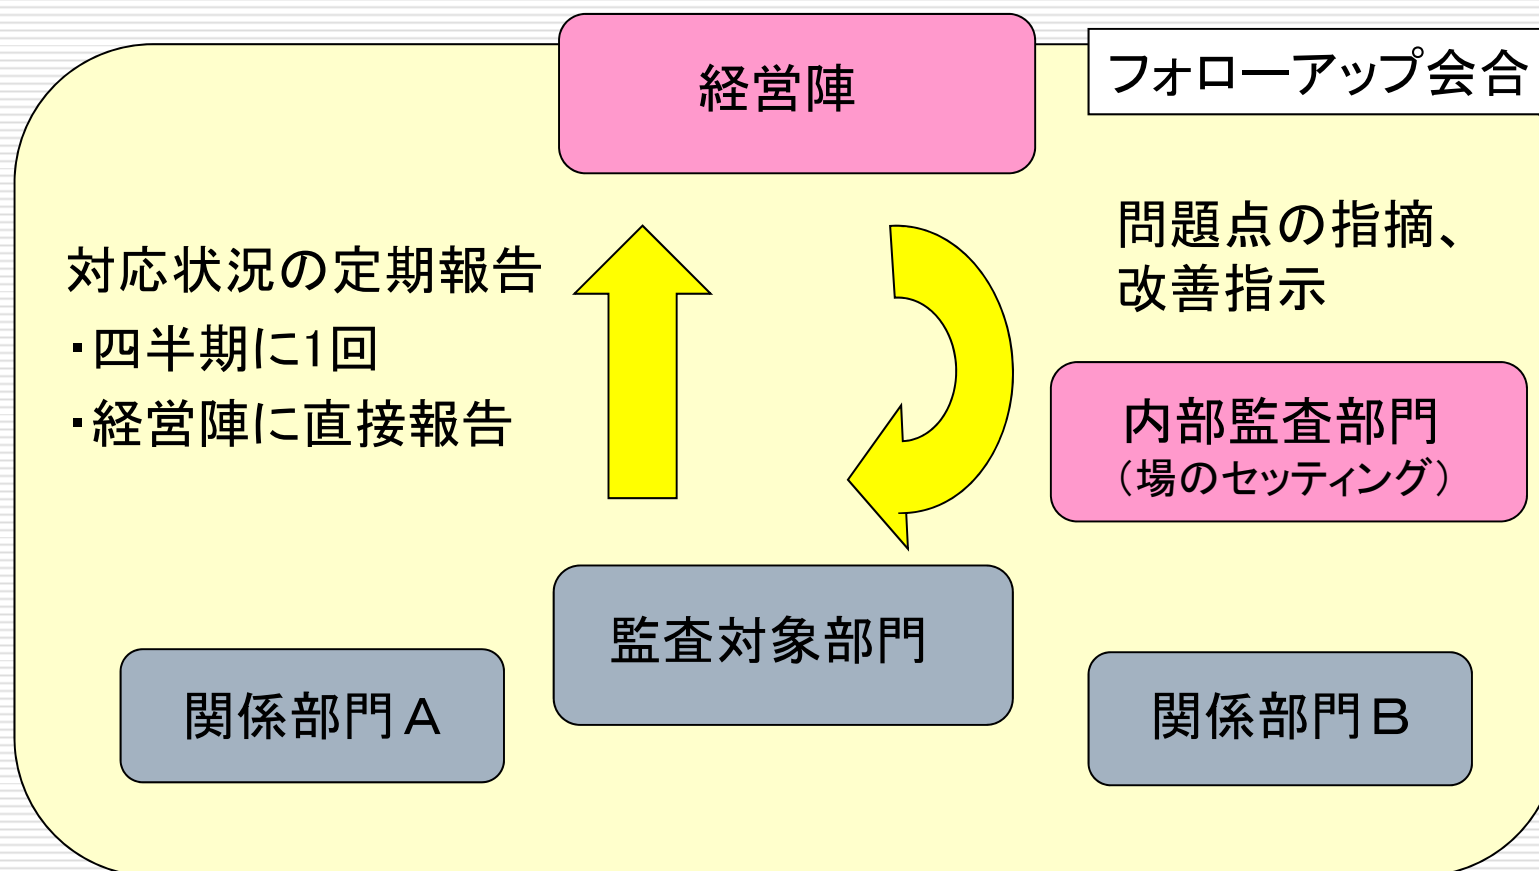 経営陣
フォローアップ会合
対応状況の定期報告
・四半期に1回
・経営陣に直接報告
問題点の指摘、
改善指示
内部監査部門
（場のセッティング）
監査対象部門
関係部門A
関係部門B